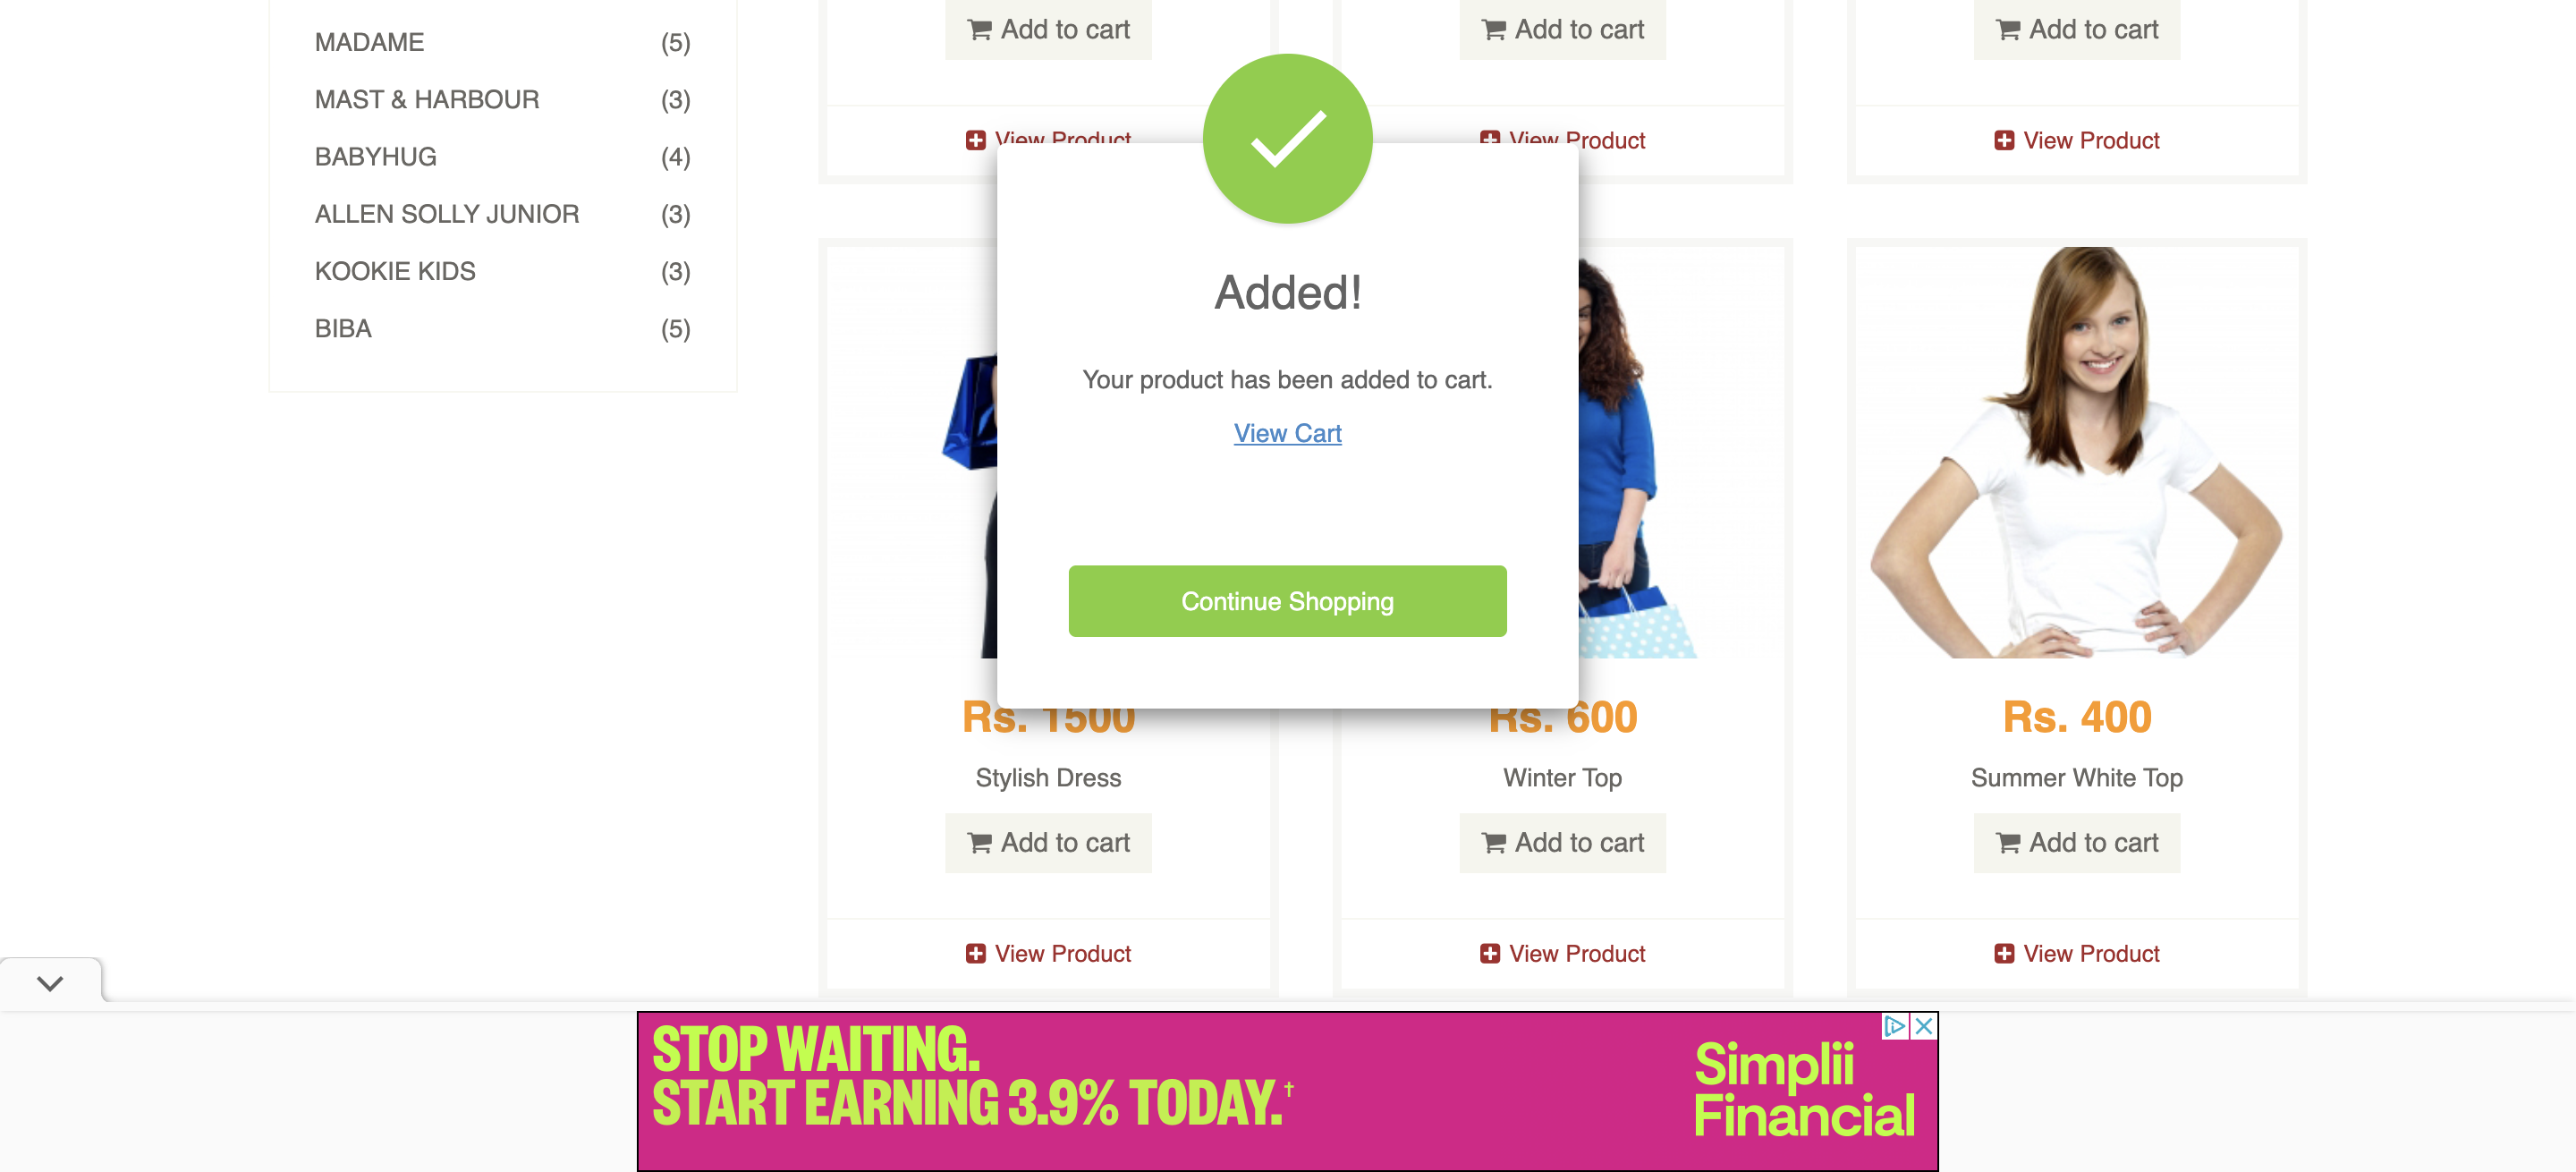 MADAME (5)
MAST & HARBOUR (3)
BABYHUG (4)
ALLEN SOLLY JUNIOR (3)
KOOKIE KIDS (3)
BIBA (5)
Add to cart
Add to cart
Add to cart
View Product
View Product
View Product
Added!
Your product has been added to cart.
View Cart
Continue Shopping
Rs. 1500
Rs. 600
Rs. 400
Stylish Dress
Winter Top
Summer White Top
Add to cart
Add to cart
Add to cart
View Product
View Product
View Product
STOP WAITING.
START EARNING 3.9% TODAY.†
Simplii
Financial